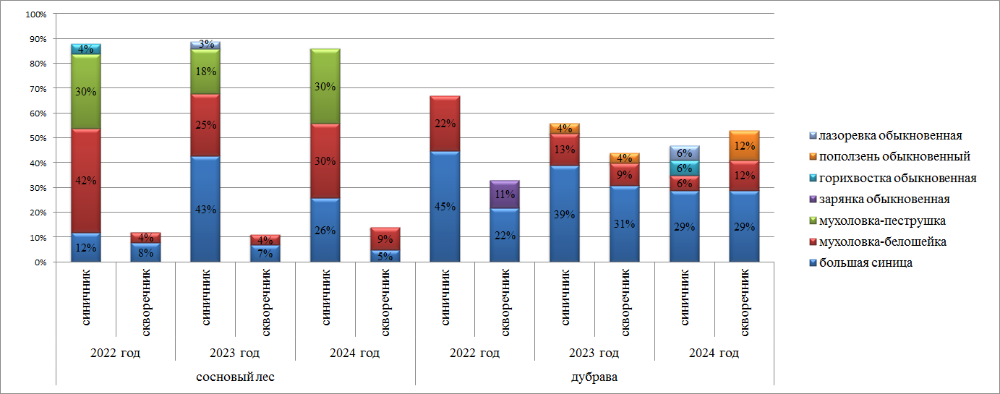 100%
90%
80%
70%
60%
50%
40%
30%
20%
10%
0%
4%
30%
42%
12%
4%
8%
3%
18%
25%
43%
4%
7%
30%
30%
26%
9%
5%
22%
45%
11%
22%
4%
13%
39%
4%
9%
31%
6%
6%
6%
29%
12%
12%
29%
синичник
скворечник
синичник
скворечник
синичник
скворечник
синичник
скворечник
синичник
скворечник
синичник
скворечник
2022 год
2023 год
2024 год
2022 год
2023 год
2024 год
сосновый лес
дубрава
лазоревка обыкновенная
поползень обыкновенный
горихвостка обыкновенная
зарянка обыкновенная
мухоловка-пеструшка
мухоловка-белошейка
большая синица